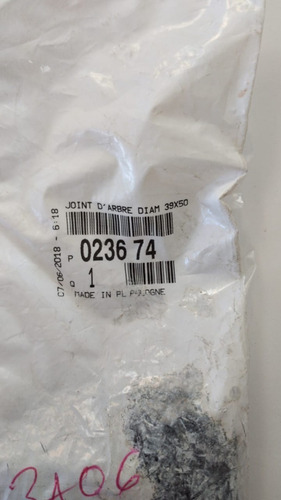 JOINT D'ARBRE DIAM 39X50
07/06/2018 - 6:18
P 0236 74
Q 1
MADE IN PL POLOGNE